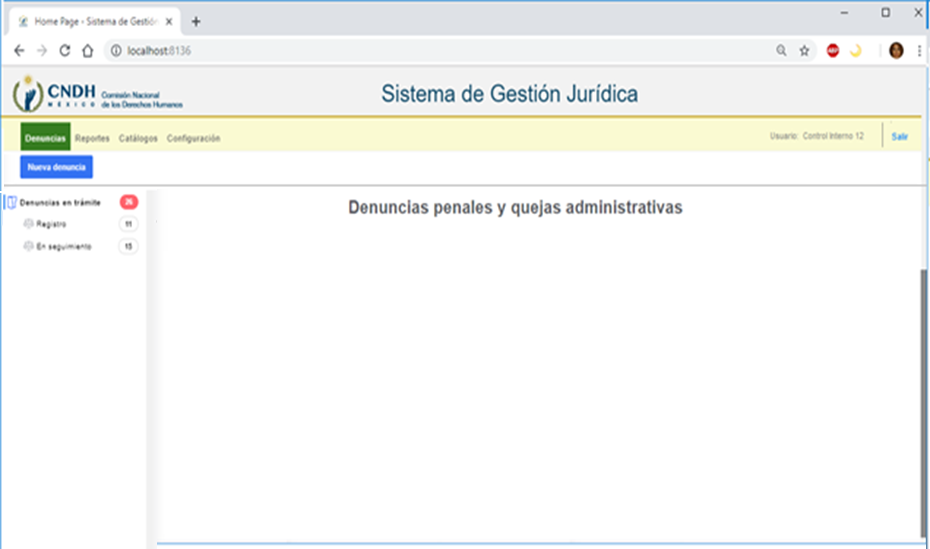 Home Page - Sistema de Gestión
localhost:8136
ABP
CNDH
MÉXICO
Comisión Nacional
de los Derechos Humanos
Sistema de Gestión Jurídica
Denuncias Reportes Catálogos Configuración
Usuario: Control Interno 12
Salir
Nueva denuncia
Denuncias en trámite 26
Registro 11
En seguimiento 15
Denuncias penales y quejas administrativas